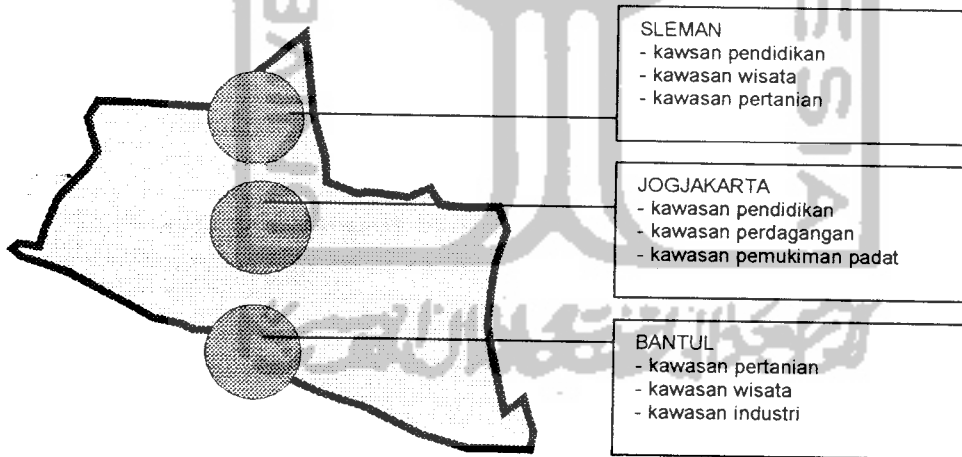 SLEMAN
- kawsan pendidikan
- kawasan wisata
- kawasan pertanian
JOGJAKARTA
- kawasan pendidikan
- kawasan perdagangan
- kawasan pemukiman padat
BANTUL
- kawasan pertanian
- kawasan wisata
- kawasan industri